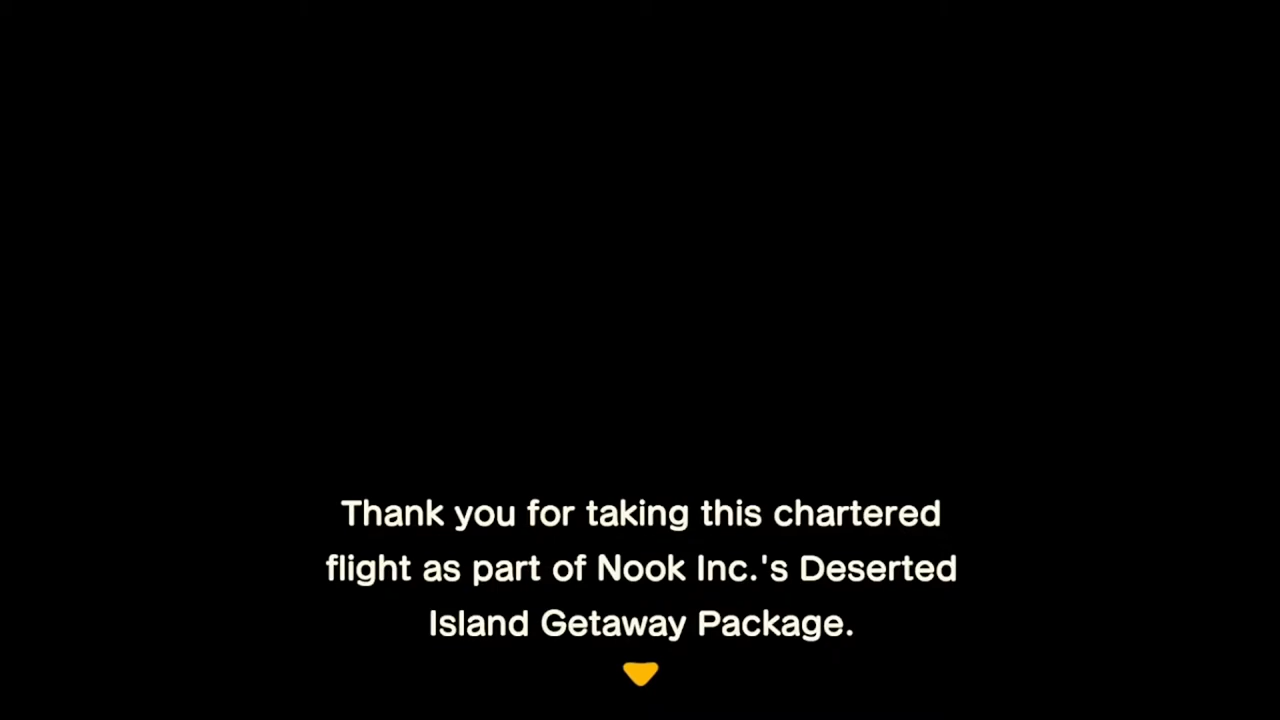 Thank you for taking this chartered
flight as part of Nook Inc.'s Deserted
Island Getaway Package.